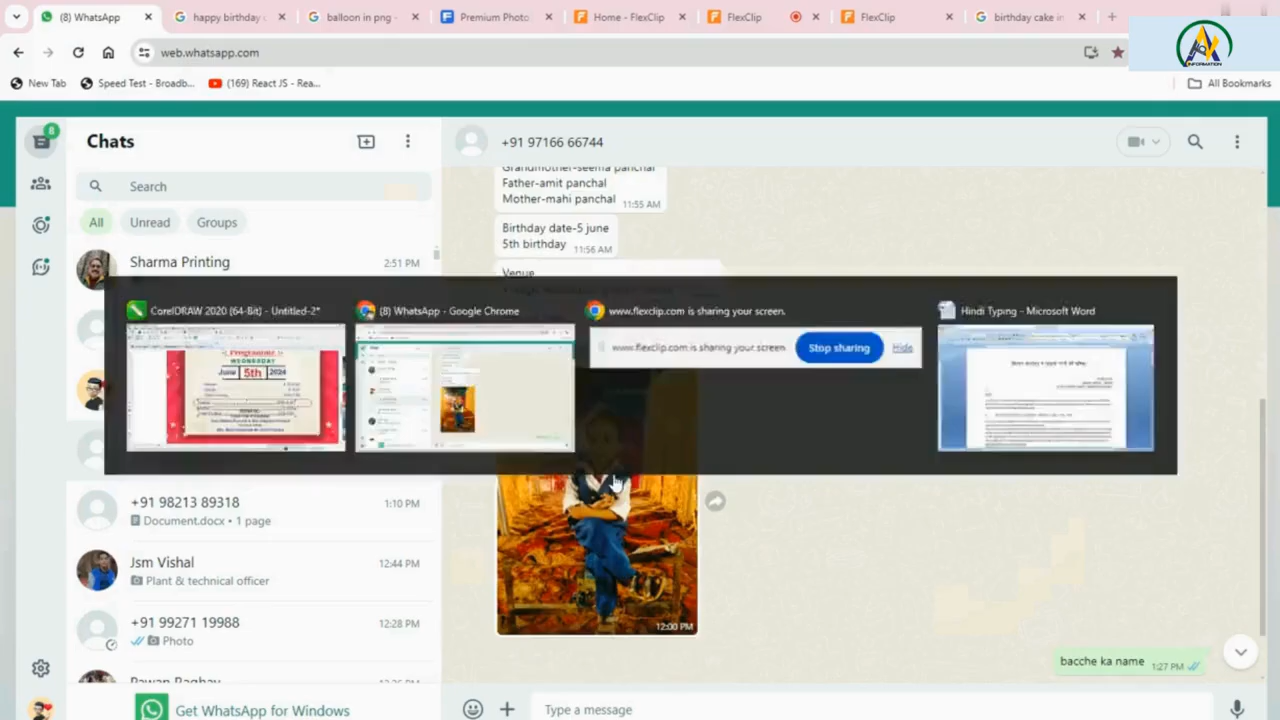 (8) WhatsApp
happy birthday
balloon in png -
Premium Photo
Home - FlexClip
FlexClip
FlexClip
birthday cake in
web.whatsapp.com
INFORMATION
New Tab
Speed Test - Broadb...
(169) React JS - Rea...
All Bookmarks
8
Chats
+91 97166 66744
Search
All
Unread
Groups
Grandmother-seema panchal
Father-amit panchal
Mother-mahi panchal
11:55 AM
Birthday date-5 june
5th birthday
11:56 AM
Venue
Sharma Printing
2:51 PM
CorelDRAW 2020 (64-Bit) - Untitled-2*
(8) WhatsApp - Google Chrome
www.flexclip.com is sharing your screen.
Hindi Typing - Microsoft Word
www.flexclip.com is sharing your screen
Stop sharing
Hide
Programme
WEDNESDAY
June 5th 2024
+91 98213 89318
1:10 PM
Document.docx • 1 page
Jsm Vishal
12:44 PM
Plant & technical officer
+91 99271 19988
12:28 PM
Photo
12:00 PM
bacche ka name
1:27 PM
Pawan Raghav
Get WhatsApp for Windows
Type a message